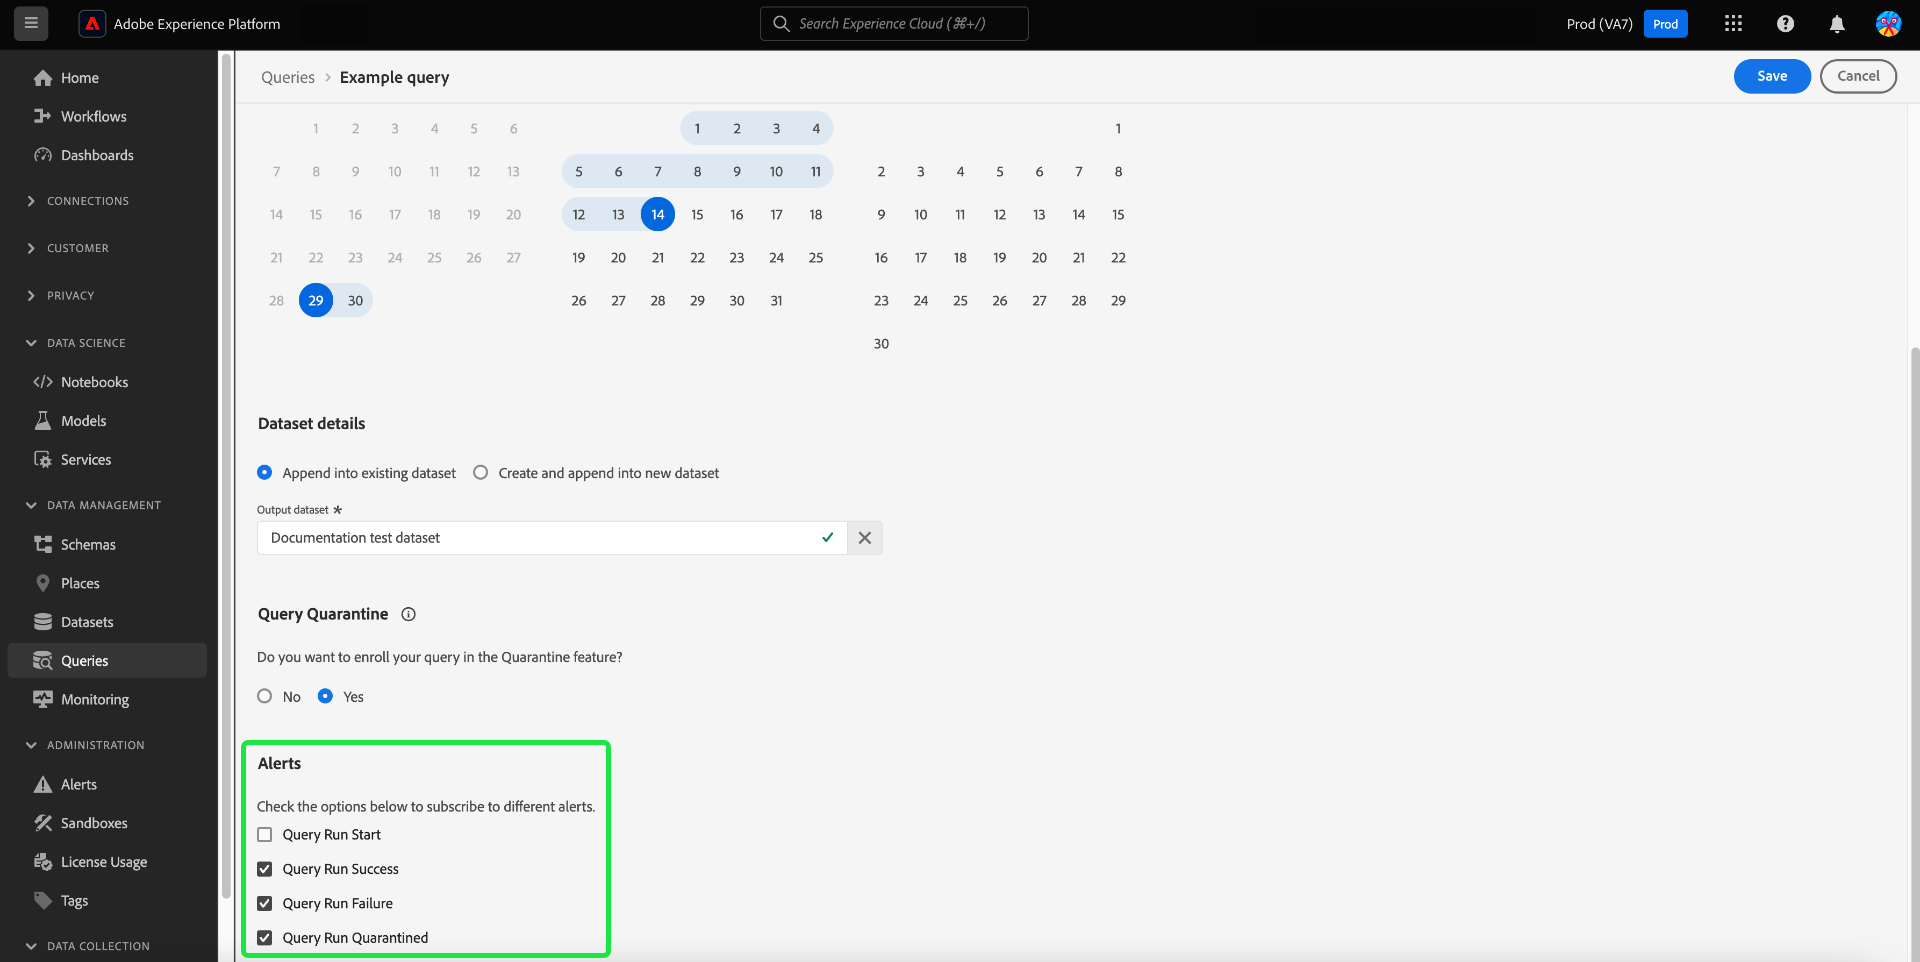 Adobe Experience Platform
Search Experience Cloud (⌘+/)
Prod (VA7) Prod
Home
Workflows
Dashboards
CONNECTIONS
CUSTOMER
PRIVACY
DATA SCIENCE
Notebooks
Models
Services
DATA MANAGEMENT
Schemas
Places
Datasets
Queries
Monitoring
ADMINISTRATION
Alerts
Sandboxes
License Usage
Tags
DATA COLLECTION
Queries > Example query
Save Cancel
1 2 3 4 5 6
7 8 9 10 11 12 13
14 15 16 17 18 19 20
21 22 23 24 25 26 27
28 29 30
1 2 3 4
5 6 7 8 9 10 11
12 13 14 15 16 17 18
19 20 21 22 23 24 25
26 27 28 29 30 31
1
2 3 4 5 6 7 8
9 10 11 12 13 14 15
16 17 18 19 20 21 22
23 24 25 26 27 28 29
30
Dataset details
Append into existing dataset Create and append into new dataset
Output dataset *
Documentation test dataset
Query Quarantine
Do you want to enroll your query in the Quarantine feature?
No Yes
Alerts
Check the options below to subscribe to different alerts.
Query Run Start
Query Run Success
Query Run Failure
Query Run Quarantined